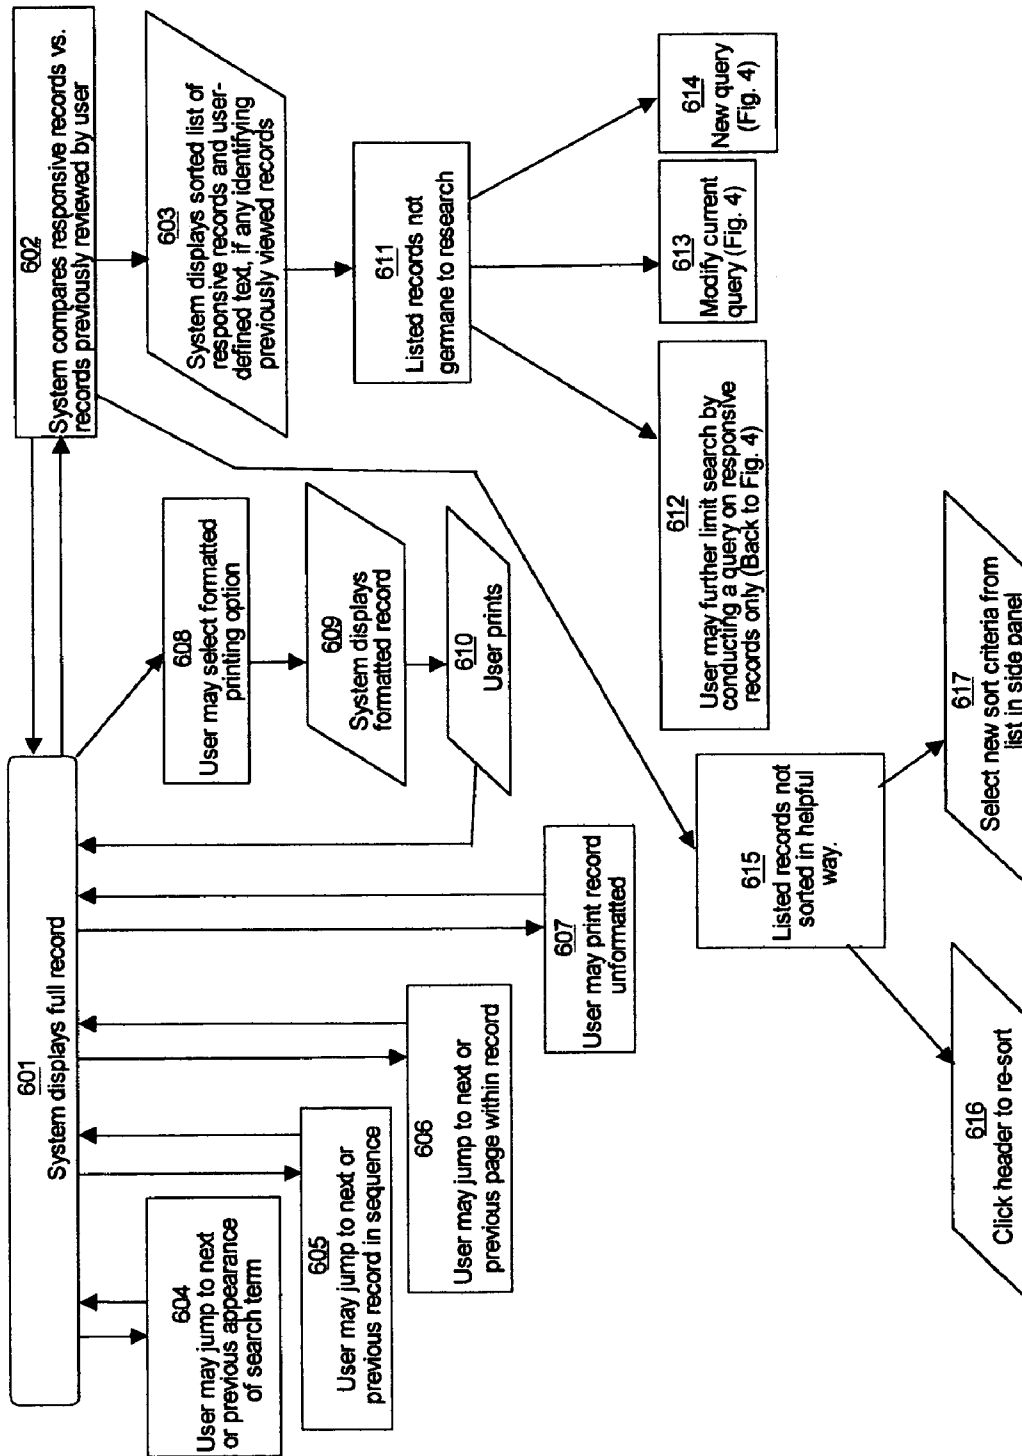 601
System displays full record
602
System compares responsive records vs.
records previously reviewed by user
603
System displays sorted list of
responsive records and user-
defined text, if any identifying
previously viewed records
604
User may jump to next
or previous appearance
of search term
605
User may jump to next or
previous record in sequence
606
User may jump to next or
previous page within record
607
User may print record
unformatted
608
User may select formatted
printing option
609
System displays
formatted record
610
User prints
611
Listed records not
germane to research
612
User may further limit search by
conducting a query on responsive
records only (Back to Fig. 4)
613
Modify current
query (Fig. 4)
614
New query
(Fig. 4)
615
Listed records not
sorted in helpful
way.
616
Click header to re-sort
617
Select new sort criteria from
list in side panel